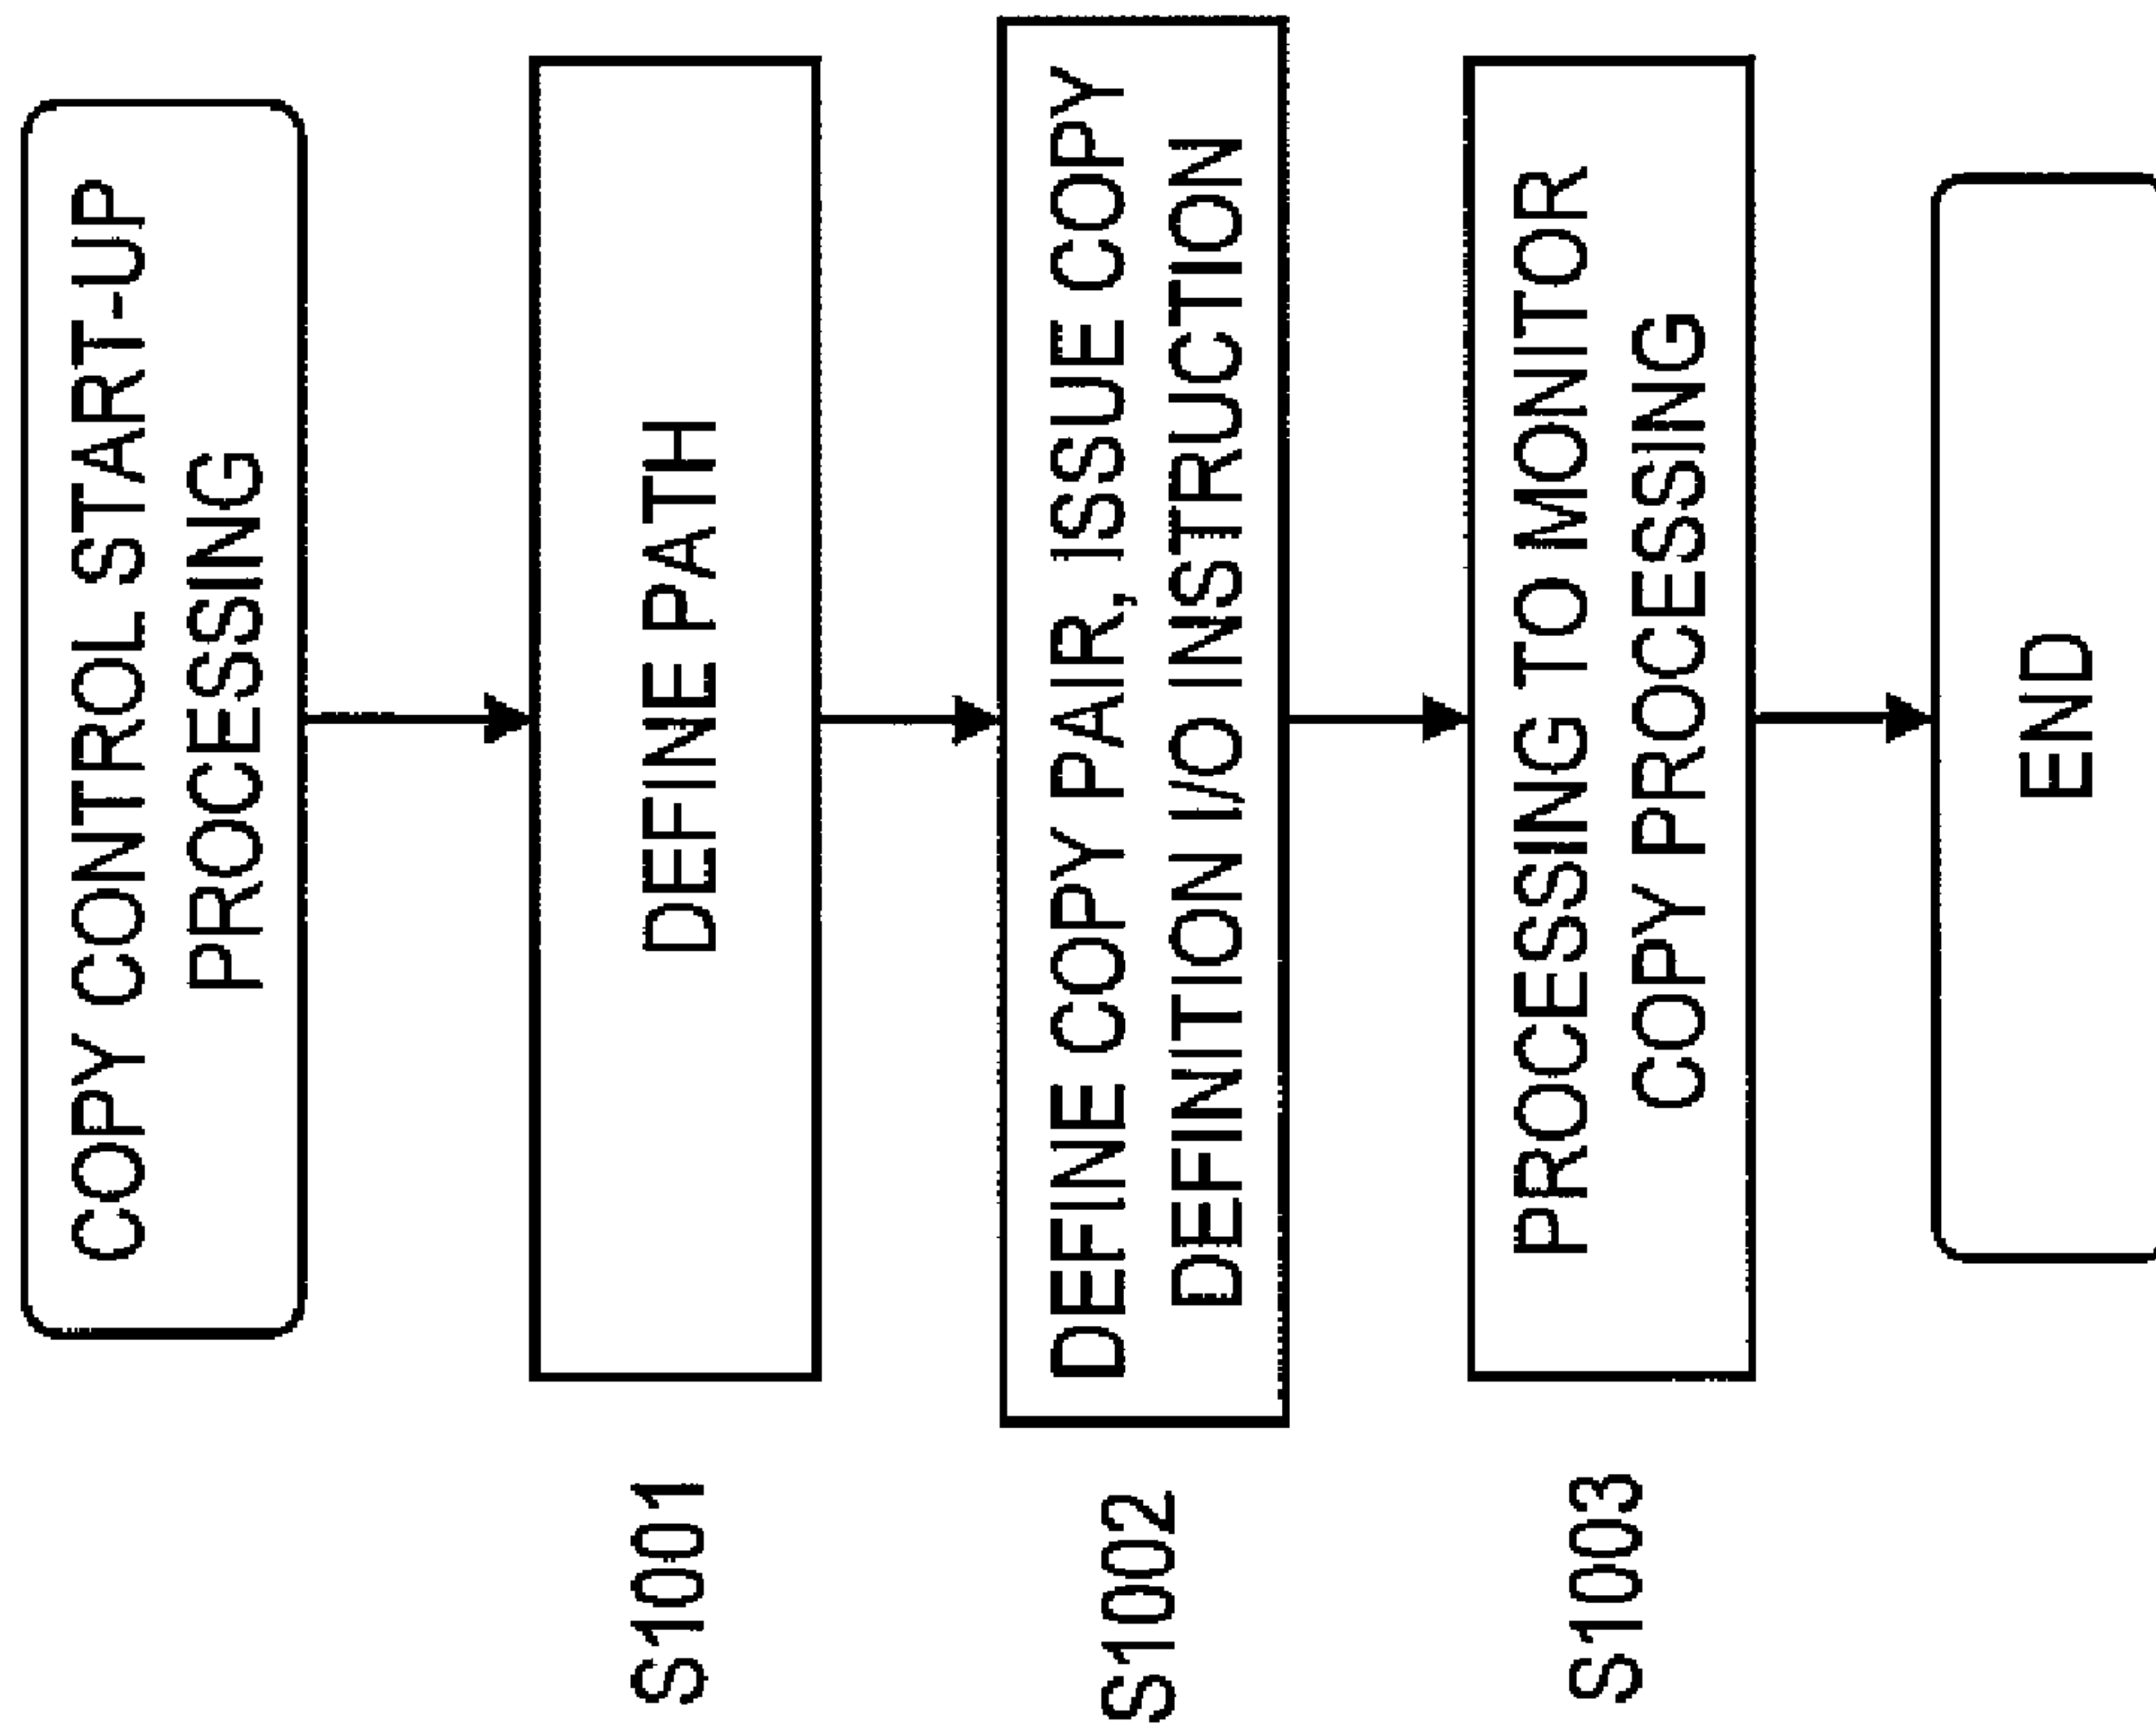 COPY CONTROL START-UP
PROCESSING
S1001
DEFINE PATH
S1002
DEFINE COPY PAIR, ISSUE COPY
DEFINITION I/O INSTRUCTION
S1003
PROCESSING TO MONITOR
COPY PROCESSING
END